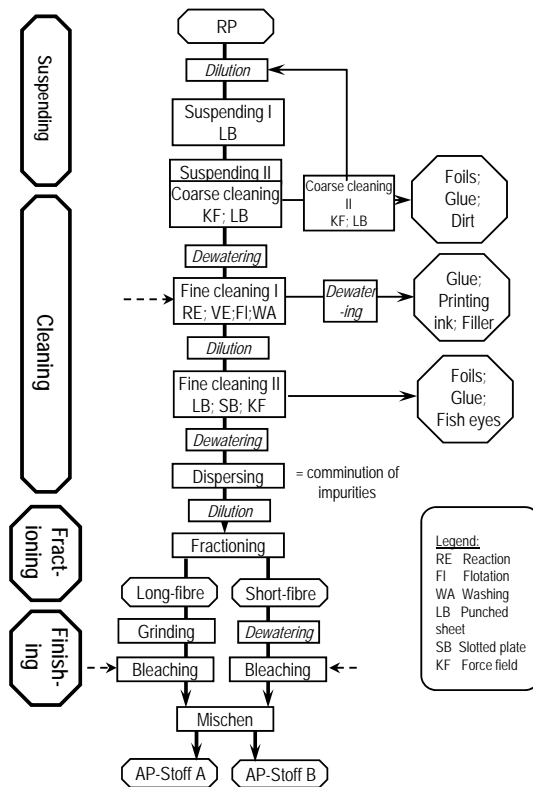 Suspending
RP
Dilution
Suspending I
LB
Suspending II
Coarse cleaning
KF; LB
Coarse cleaning
II
KF; LB
Foils;
Glue;
Dirt
Cleaning
Dewatering
Fine cleaning I
RE; VE;FI;WA
Dewater-
-ing
Glue;
Printing
ink; Filler
Dilution
Fine cleaning II
LB; SB; KF
Foils;
Glue;
Fish eyes
Dewatering
Dispersing
= comminution of
impurities
Dilution
Fract-
ioning
Fractioning
Long-fibre
Short-fibre
Finish-
ing
Grinding
Dewatering
Bleaching
Bleaching
Mischen
AP-Stoff A
AP-Stoff B
Legend:
RE Reaction
FI Flotation
WA Washing
LB Punched
sheet
SB Slotted plate
KF Force field